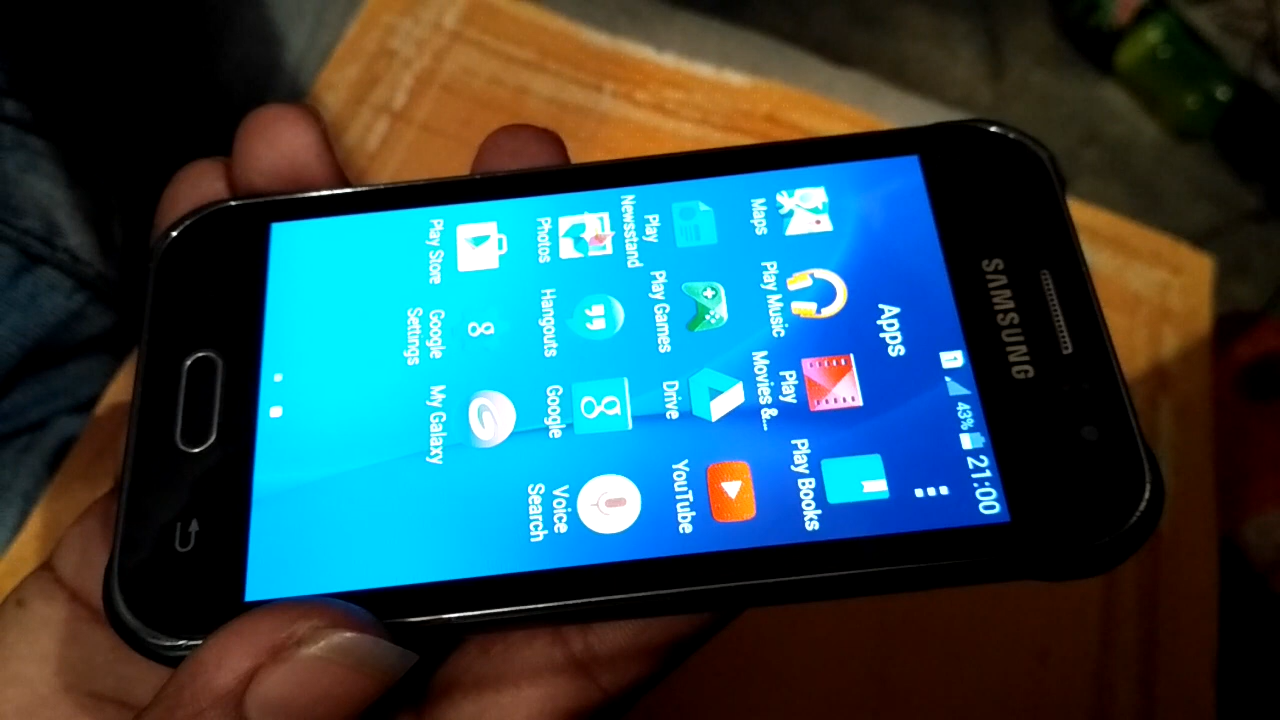 SAMSUNG
1 43% 21:00
Apps
Maps
Play Music
Play
Movies &...
Play Books
Play
Newsstand
Play Games
Drive
YouTube
Photos
Hangouts
Google
Voice
Search
Play Store
Google
Settings
My Galaxy